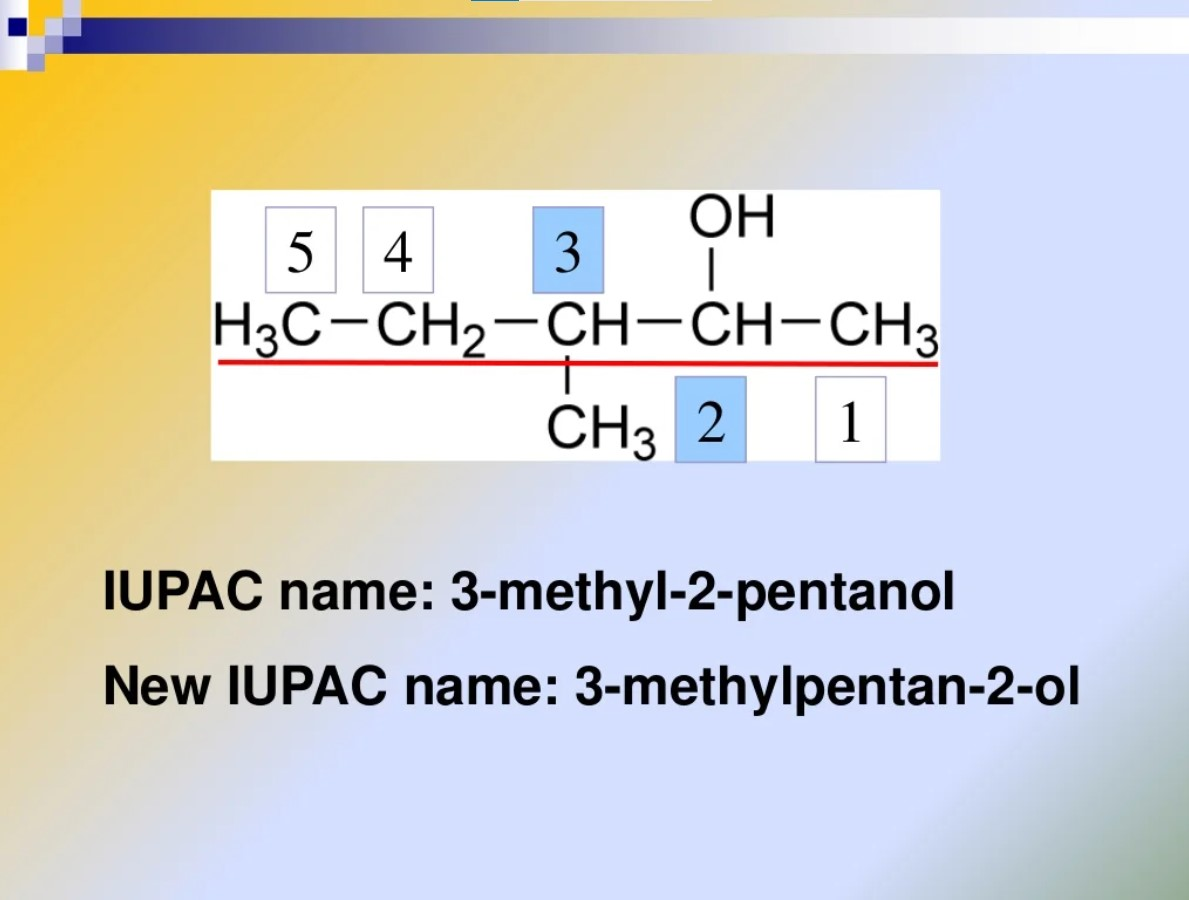 OH
5 4 3
H₃C–CH₂–CH–CH–CH₃
CH₃ 2 1
IUPAC name: 3-methyl-2-pentanol
New IUPAC name: 3-methylpentan-2-ol